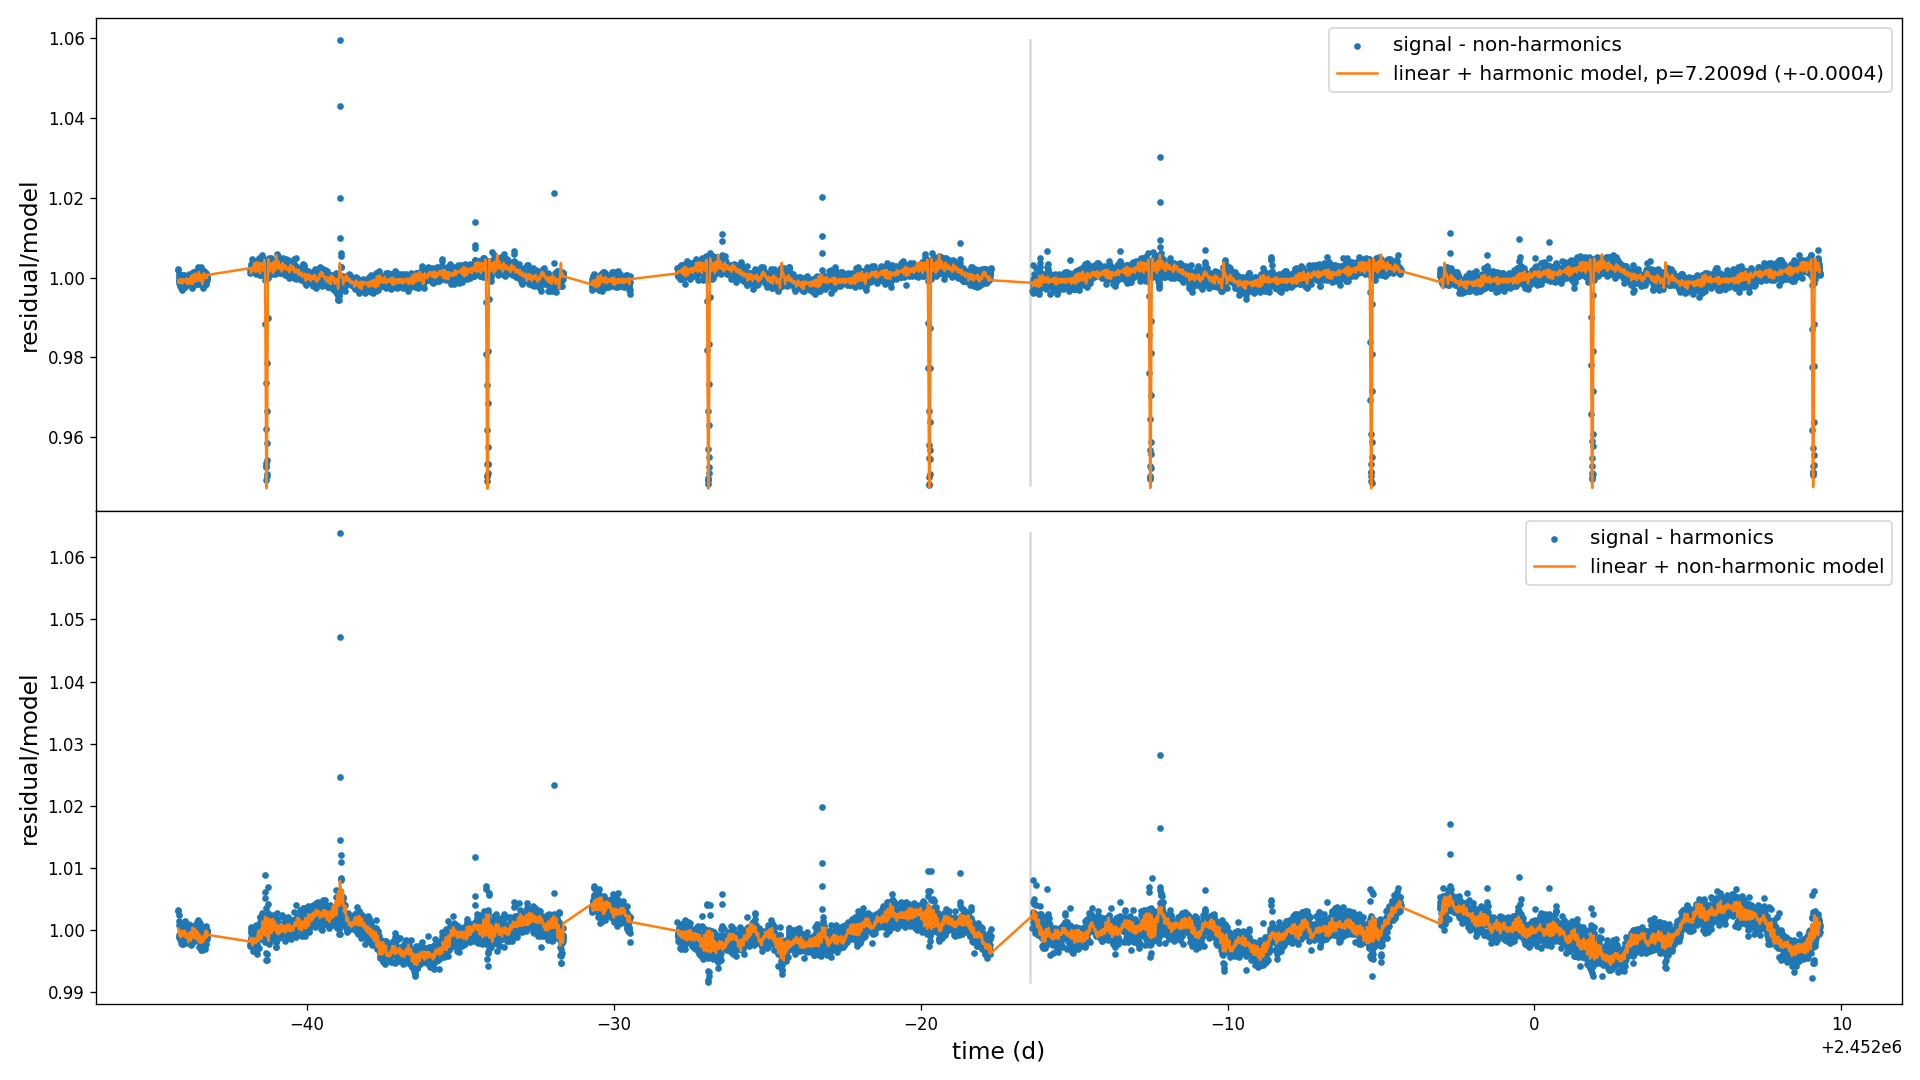 signal - non-harmonics
linear + harmonic model, p=7.2009d (+-0.0004)
1.06
1.04
1.02
1.00
0.98
0.96
residual/model
signal - harmonics
linear + non-harmonic model
1.06
1.05
1.04
1.03
1.02
1.01
1.00
0.99
residual/model
−40
−30
−20
−10
0
10
time (d)
+2.452e6